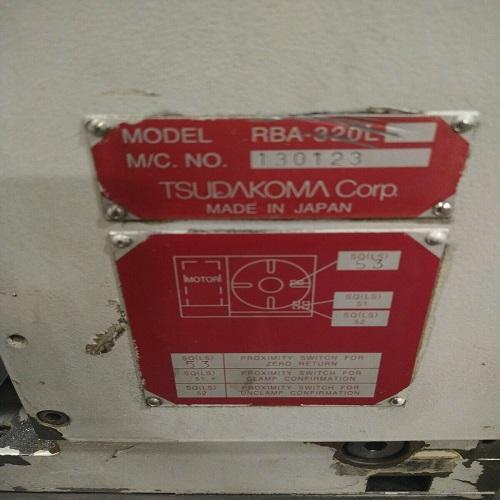 MODEL RBA-320L
M/C. NO. 130123
TSUDAKOMA Corp.
MADE IN JAPAN
SQ(LS)
53
MOTOR
SQ(LS)
51
SQ(LS)
52
SQ(LS) PROXIMITY SWITCH FOR
53 ZERO RETURN
SQ(LS) PROXIMITY SWITCH FOR
51 CLAMP CONFIRMATION
SQ(LS) PROXIMITY SWITCH FOR
52 UNCLAMP CONFIRMATION